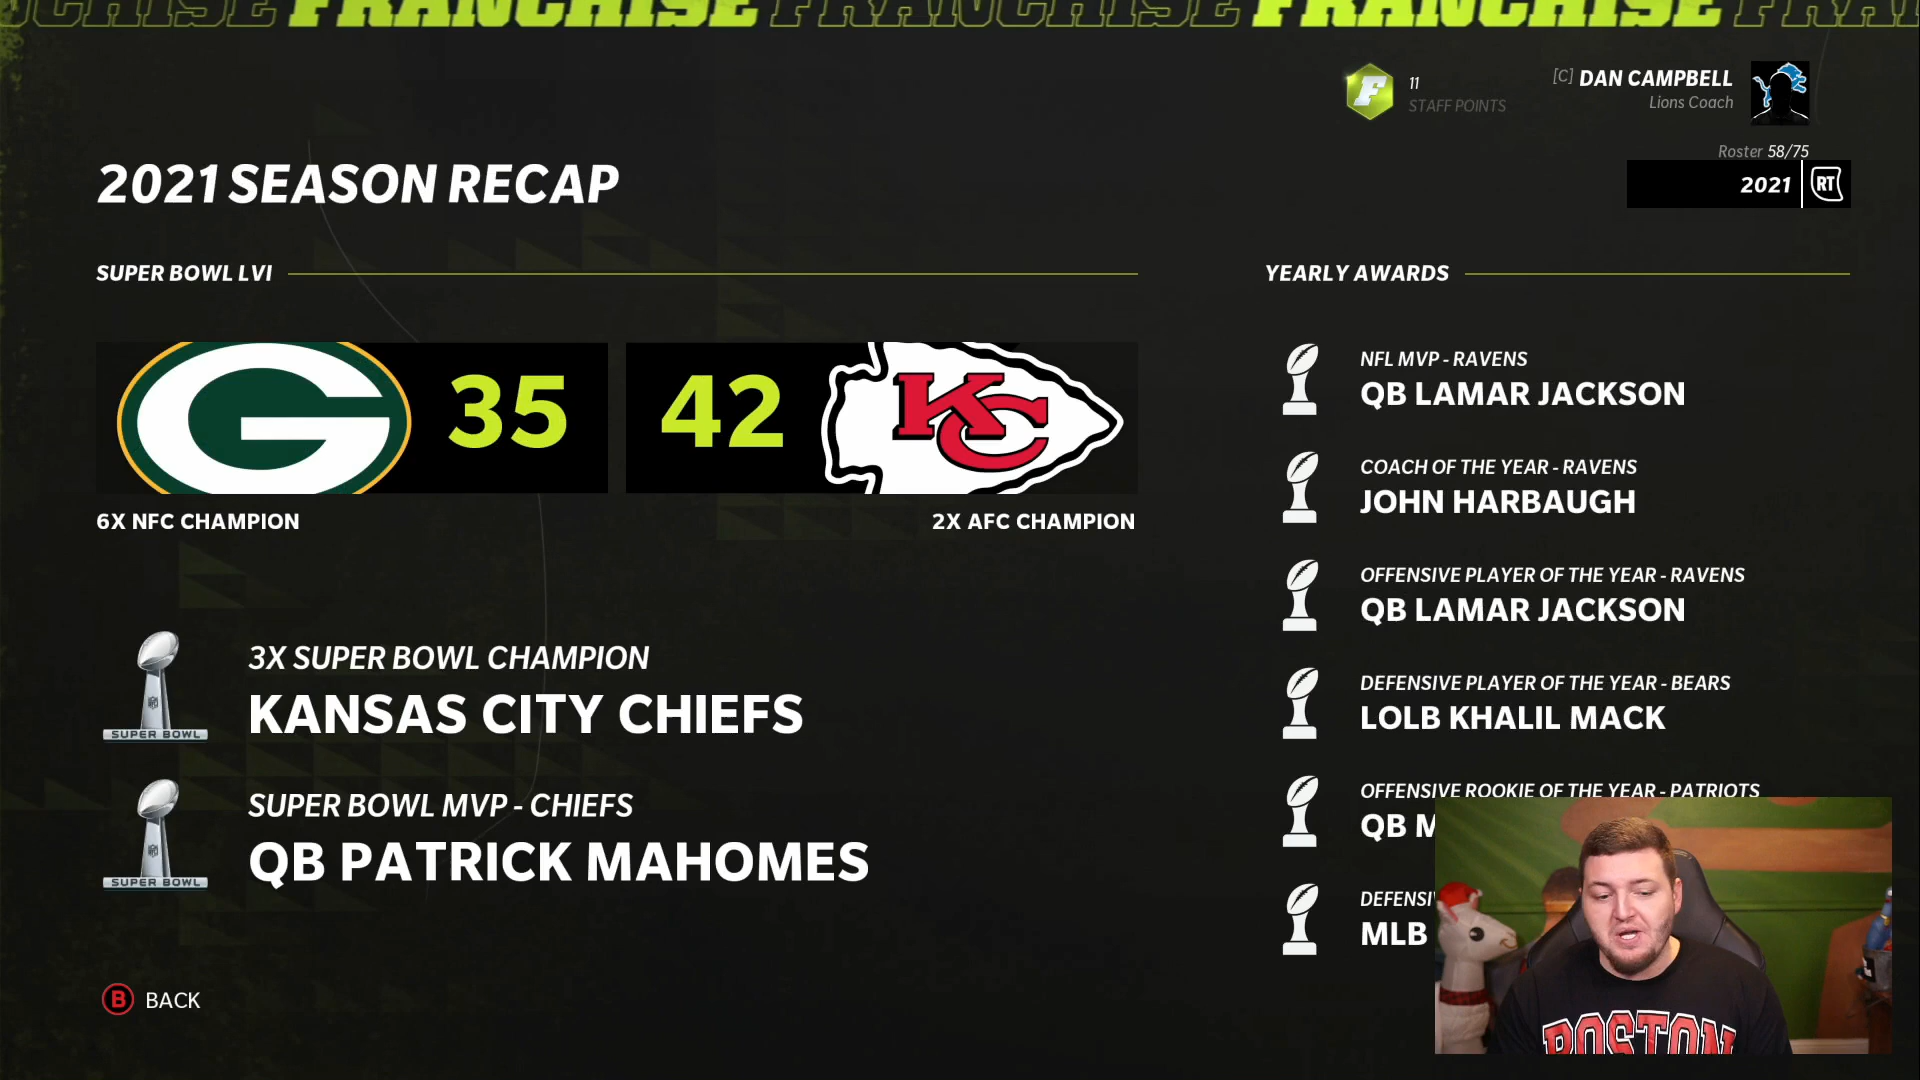 FRANCHISE FRANCHISE FRANCHISE
F
11
STAFF POINTS
[C] DAN CAMPBELL
Lions Coach
Roster 58/75
2021 RT
2021 SEASON RECAP
SUPER BOWL LVI
G 35
42 KC
6X NFC CHAMPION
2X AFC CHAMPION
3X SUPER BOWL CHAMPION
KANSAS CITY CHIEFS
SUPER BOWL
SUPER BOWL MVP - CHIEFS
QB PATRICK MAHOMES
SUPER BOWL
YEARLY AWARDS
NFL MVP - RAVENS
QB LAMAR JACKSON
COACH OF THE YEAR - RAVENS
JOHN HARBAUGH
OFFENSIVE PLAYER OF THE YEAR - RAVENS
QB LAMAR JACKSON
DEFENSIVE PLAYER OF THE YEAR - BEARS
LOLB KHALIL MACK
OFFENSIVE ROOKIE OF THE YEAR - PATRIOTS
QB M
DEFENSI
MLB
BOSTON
B BACK